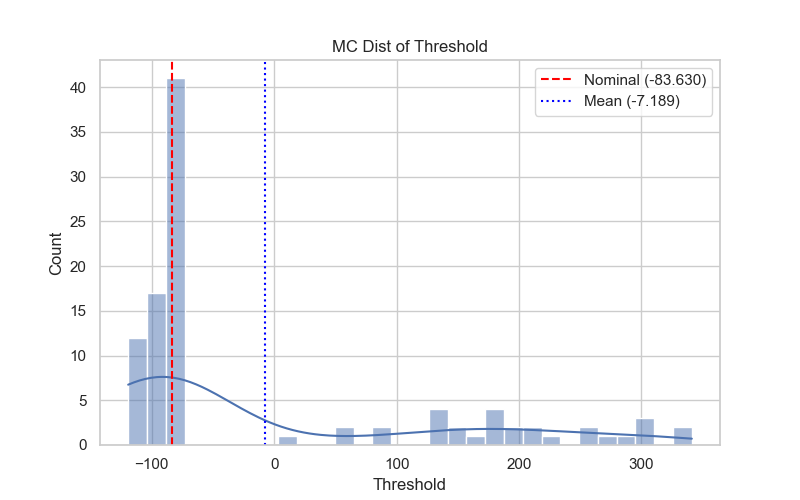 MC Dist of Threshold
Nominal (-83.630)
Mean (-7.189)
Count
40
35
30
25
20
15
10
5
0
−100
0
100
200
300
Threshold